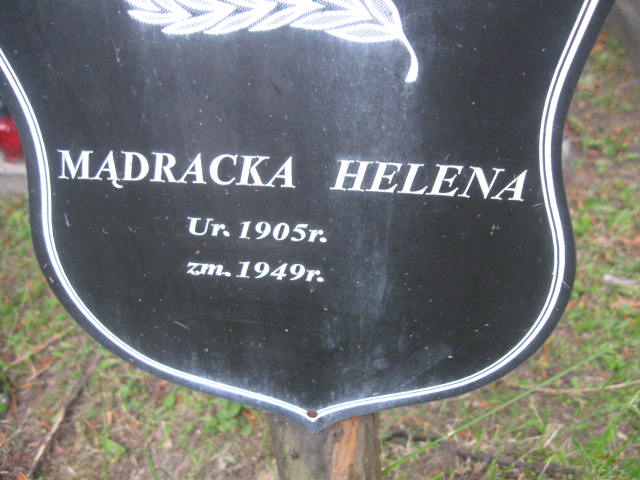 MĄDRACKA HELENA
Ur. 1905r.
zm. 1949r.